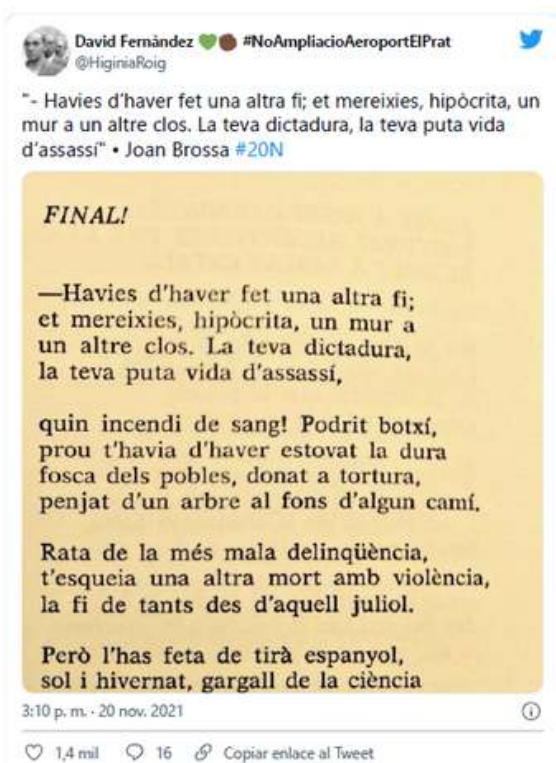 David Fernández 💚✊🏿 #NoAmpliacioAeroportElPrat
@HiginiaRoig
"- Havies d'haver fet una altra fi; et mereixies, hipòcrita, un
mur a un altre clos. La teva dictadura, la teva puta vida
d'assassí" • Joan Brossa #20N
FINAL!
—Havies d'haver fet una altra fi;
et mereixies, hipòcrita, un mur a
un altre clos. La teva dictadura,
la teva puta vida d'assassí,
quin incendi de sang! Podrit botxí,
prou t'havia d'haver estovat la dura
fosca dels pobles, donat a tortura,
penjat d'un arbre al fons d'algun camí.
Rata de la més mala delinqüència,
t'esqueia una altra mort amb violència,
la fi de tants des d'aquell juliol.
Però l'has feta de tirà espanyol,
sol i hivernat, gargall de la ciència
3:10 p. m. · 20 nov. 2021
1,4 mil 16 Copiar enlace al Tweet